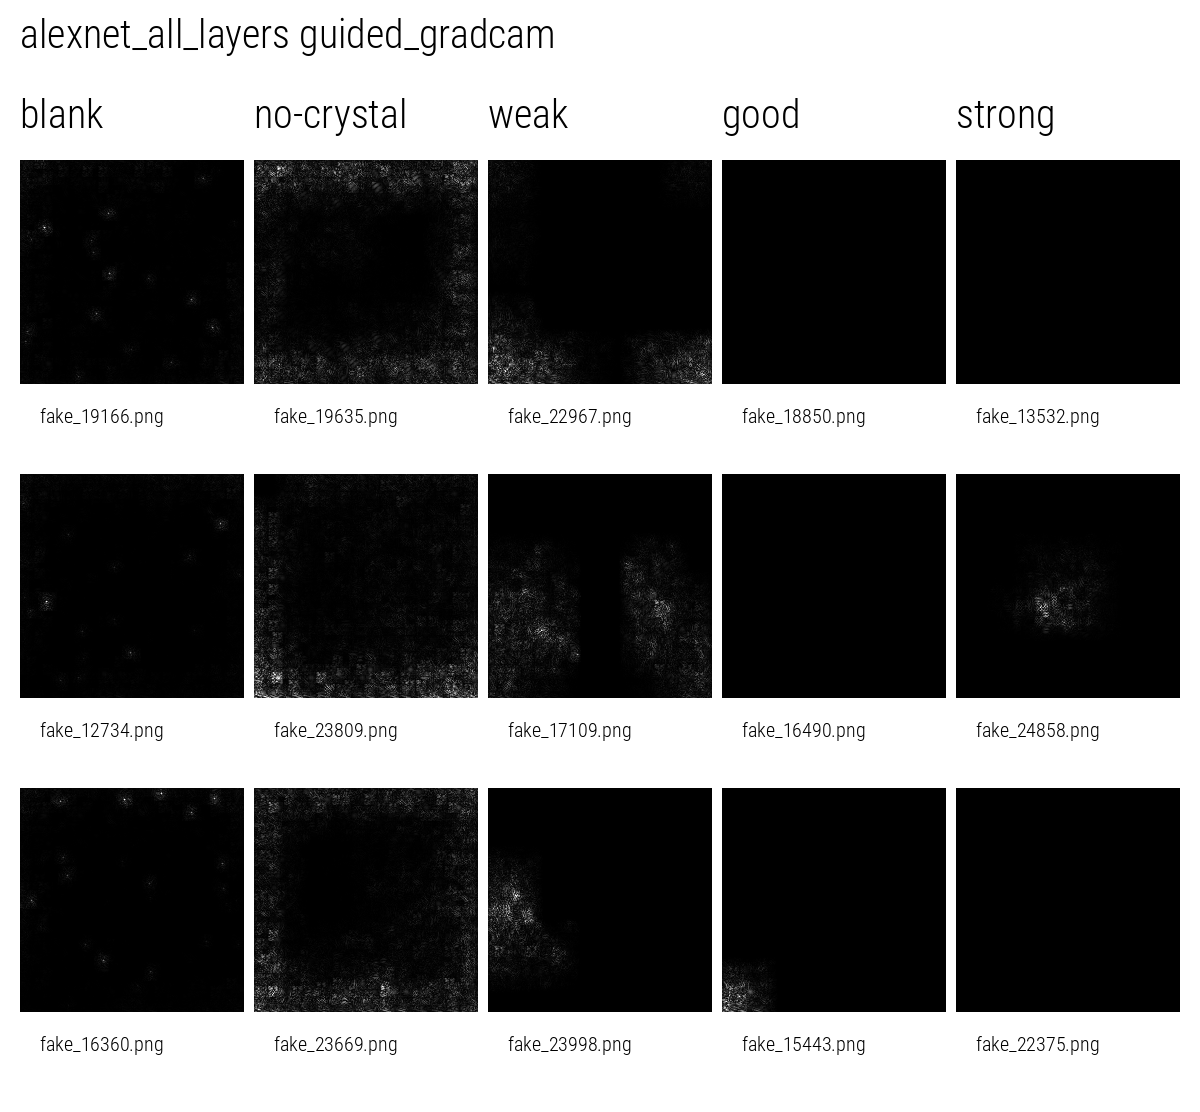 alexnet_all_layers guided_gradcam
blank no-crystal weak good strong
fake_19166.png fake_19635.png fake_22967.png fake_18850.png fake_13532.png
fake_12734.png fake_23809.png fake_17109.png fake_16490.png fake_24858.png
fake_16360.png fake_23669.png fake_23998.png fake_15443.png fake_22375.png